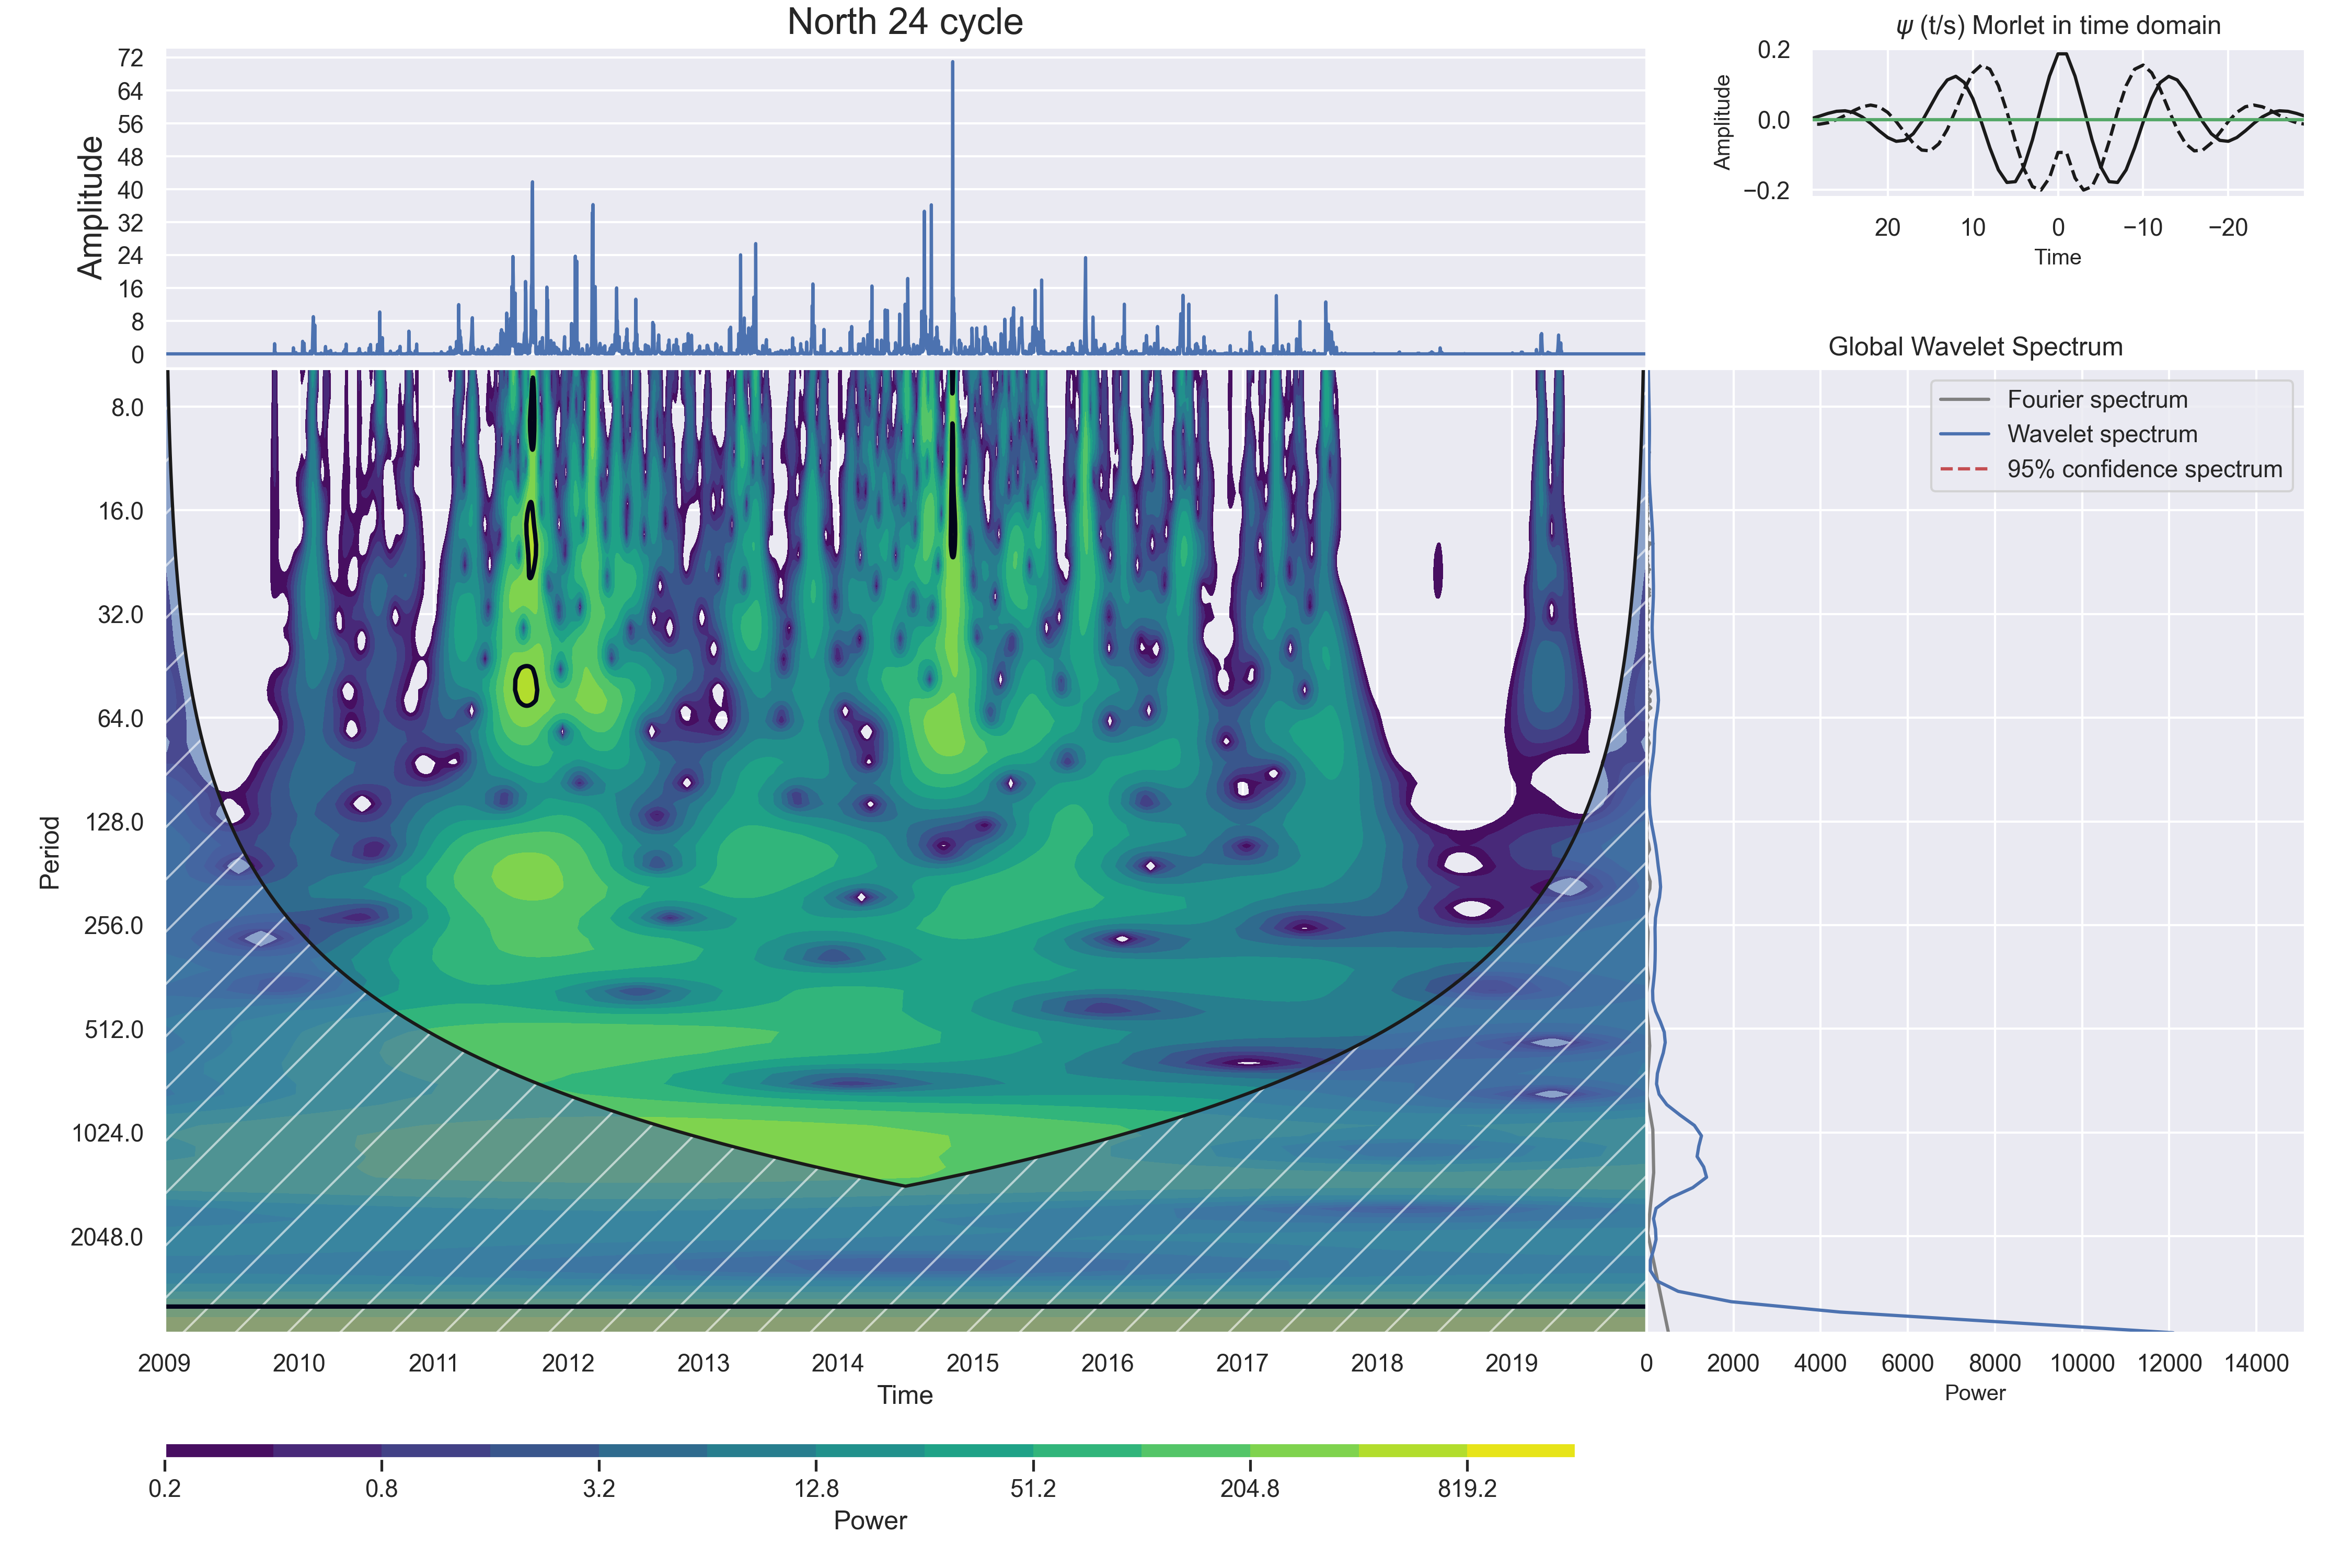 North 24 cycle
72
64
56
48
40
32
24
16
8
0
Amplitude
ψ (t/s) Morlet in time domain
0.2
0.0
−0.2
Amplitude
20 10 0 −10 −20
Time
Global Wavelet Spectrum
Fourier spectrum
Wavelet spectrum
95% confidence spectrum
8.0
16.0
32.0
64.0
128.0
256.0
512.0
1024.0
2048.0
Period
2009 2010 2011 2012 2013 2014 2015 2016 2017 2018 2019
Time
0 2000 4000 6000 8000 10000 12000 14000
Power
0.2 0.8 3.2 12.8 51.2 204.8 819.2
Power